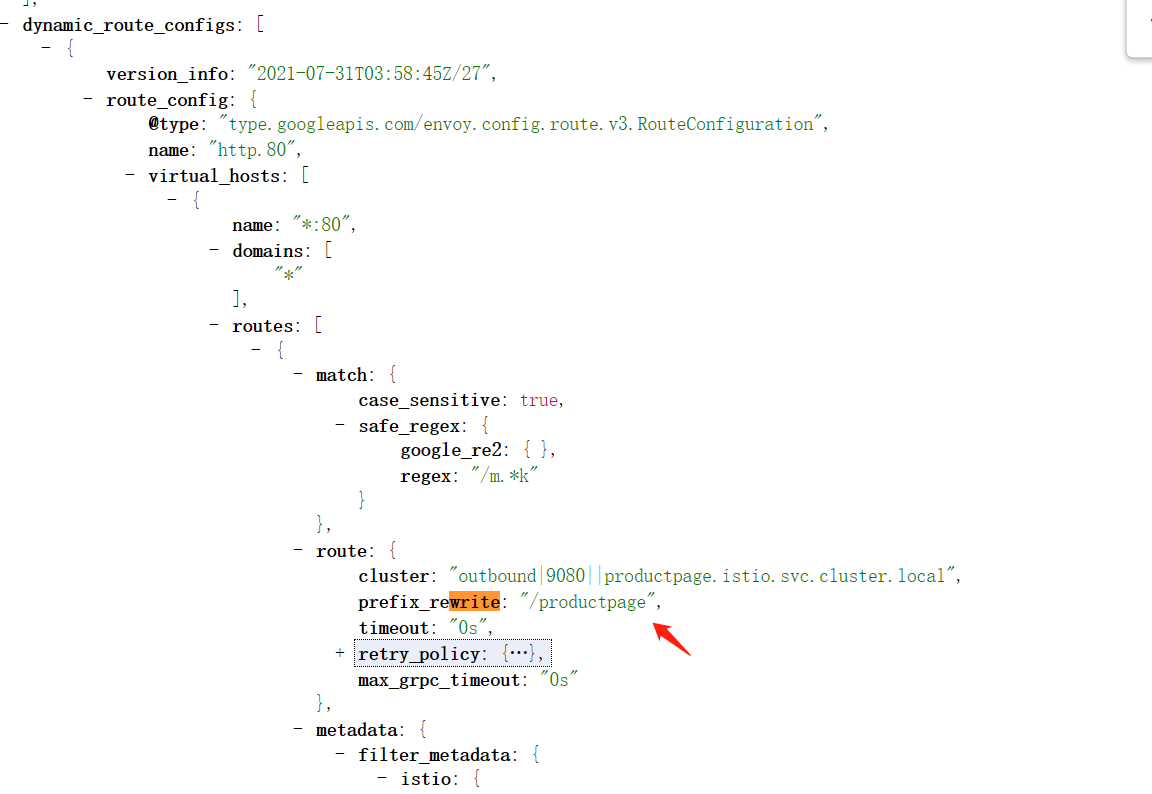 ],
− dynamic_route_configs: [
− {
version_info: "2021-07-31T03:58:45Z/27",
− route_config: {
@type: "type.googleapis.com/envoy.config.route.v3.RouteConfiguration",
name: "http.80",
− virtual_hosts: [
− {
name: "*:80",
− domains: [
"*"
],
− routes: [
− {
− match: {
case_sensitive: true,
− safe_regex: {
google_re2: { },
regex: "/m.*k"
}
},
− route: {
cluster: "outbound|9080||productpage.istio.svc.cluster.local",
prefix_rewrite: "/productpage",
timeout: "0s",
+ retry_policy: {…},
max_grpc_timeout: "0s"
},
− metadata: {
− filter_metadata: {
− istio: {